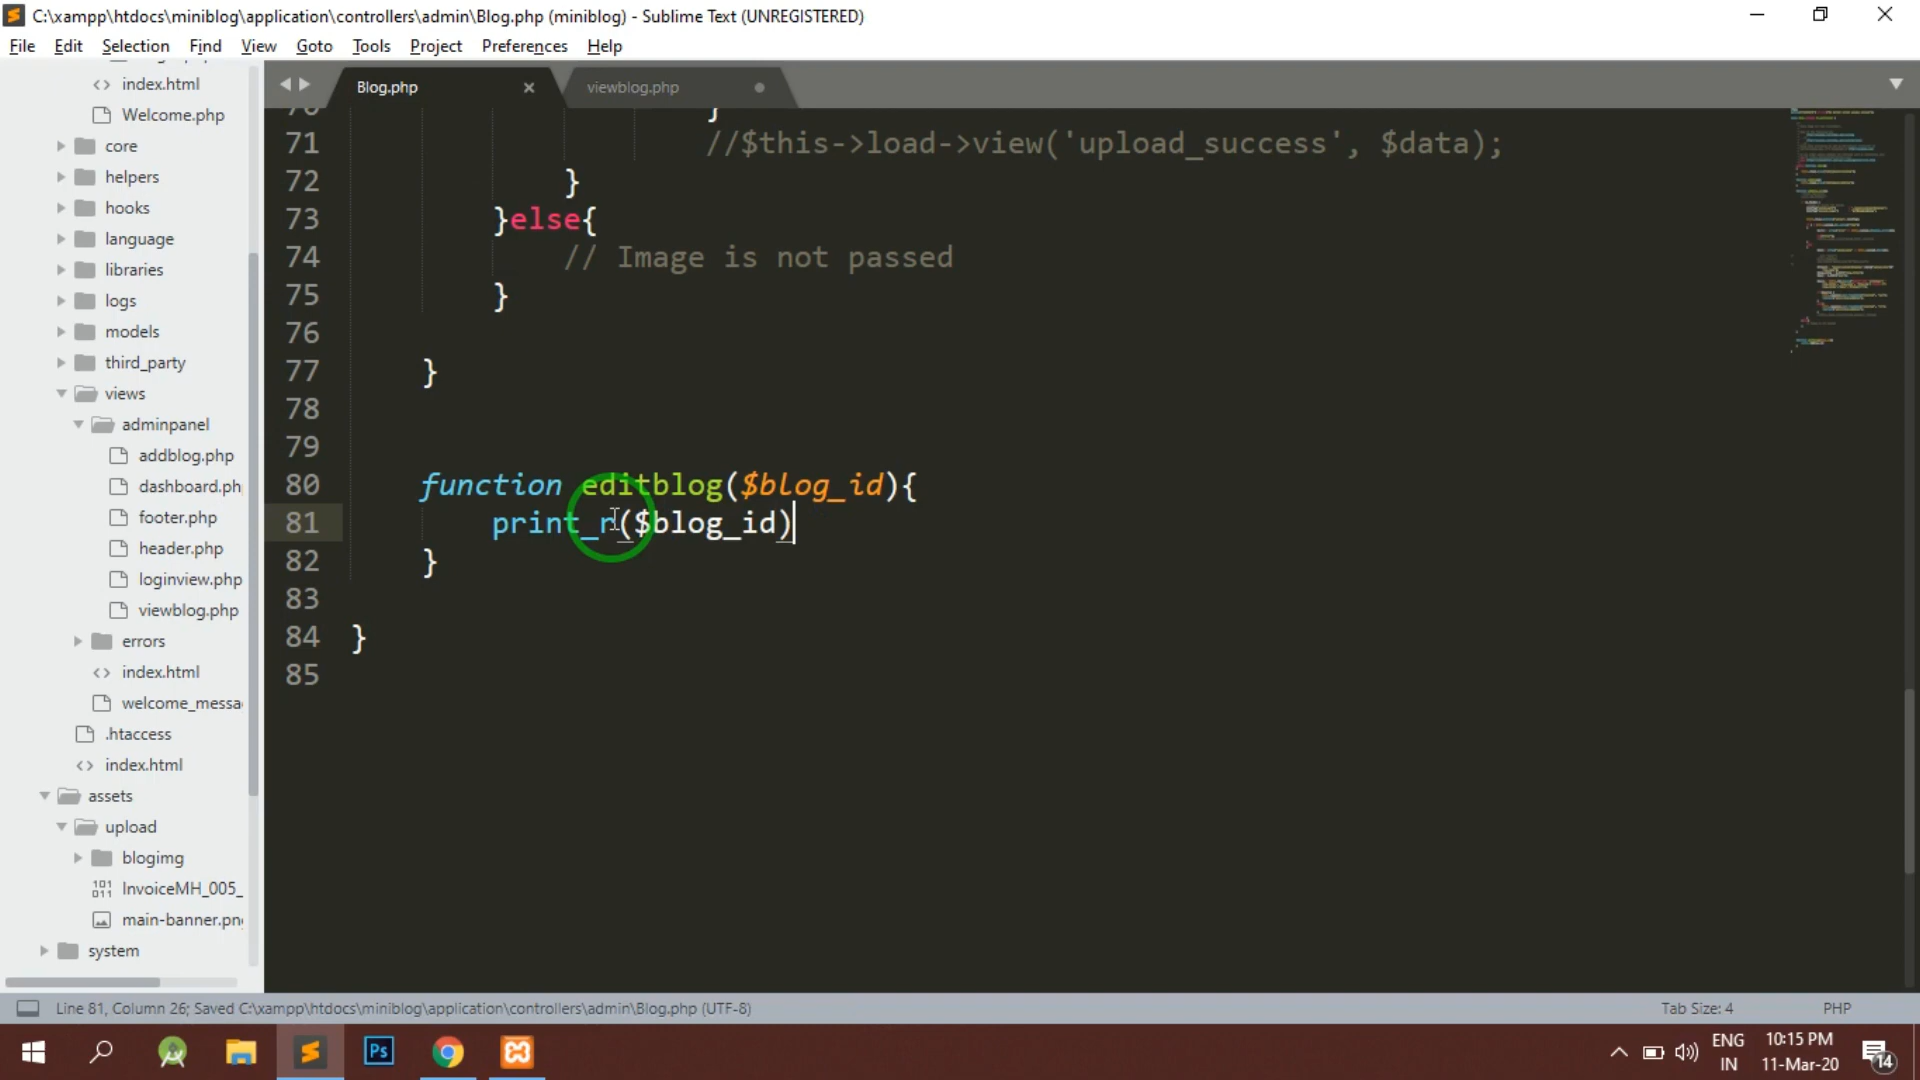 C:\xampp\htdocs\miniblog\application\controllers\admin\Blog.php (miniblog) - Sublime Text (UNREGISTERED)
File Edit Selection Find View Goto Tools Project Preferences Help
Blog.php × viewblog.php
<> index.html
Welcome.php
core
helpers
hooks
language
libraries
logs
models
third_party
views
adminpanel
addblog.php
dashboard.ph
footer.php
header.php
loginview.php
viewblog.php
errors
<> index.html
welcome_messa
.htaccess
<> index.html
assets
upload
blogimg
InvoiceMH_005_
main-banner.pn
system
70 }
71 //$this->load->view('upload_success', $data);
72 }
73 }else{
74 // Image is not passed
75 }
76
77 }
78
79
80 function editblog($blog_id){
81 print_r($blog_id)
82 }
83
84 }
85
Line 81, Column 26; Saved C:\xampp\htdocs\miniblog\application\controllers\admin\Blog.php (UTF-8) Tab Size: 4 PHP
Ps
ENG
IN
10:15 PM
11-Mar-20
14